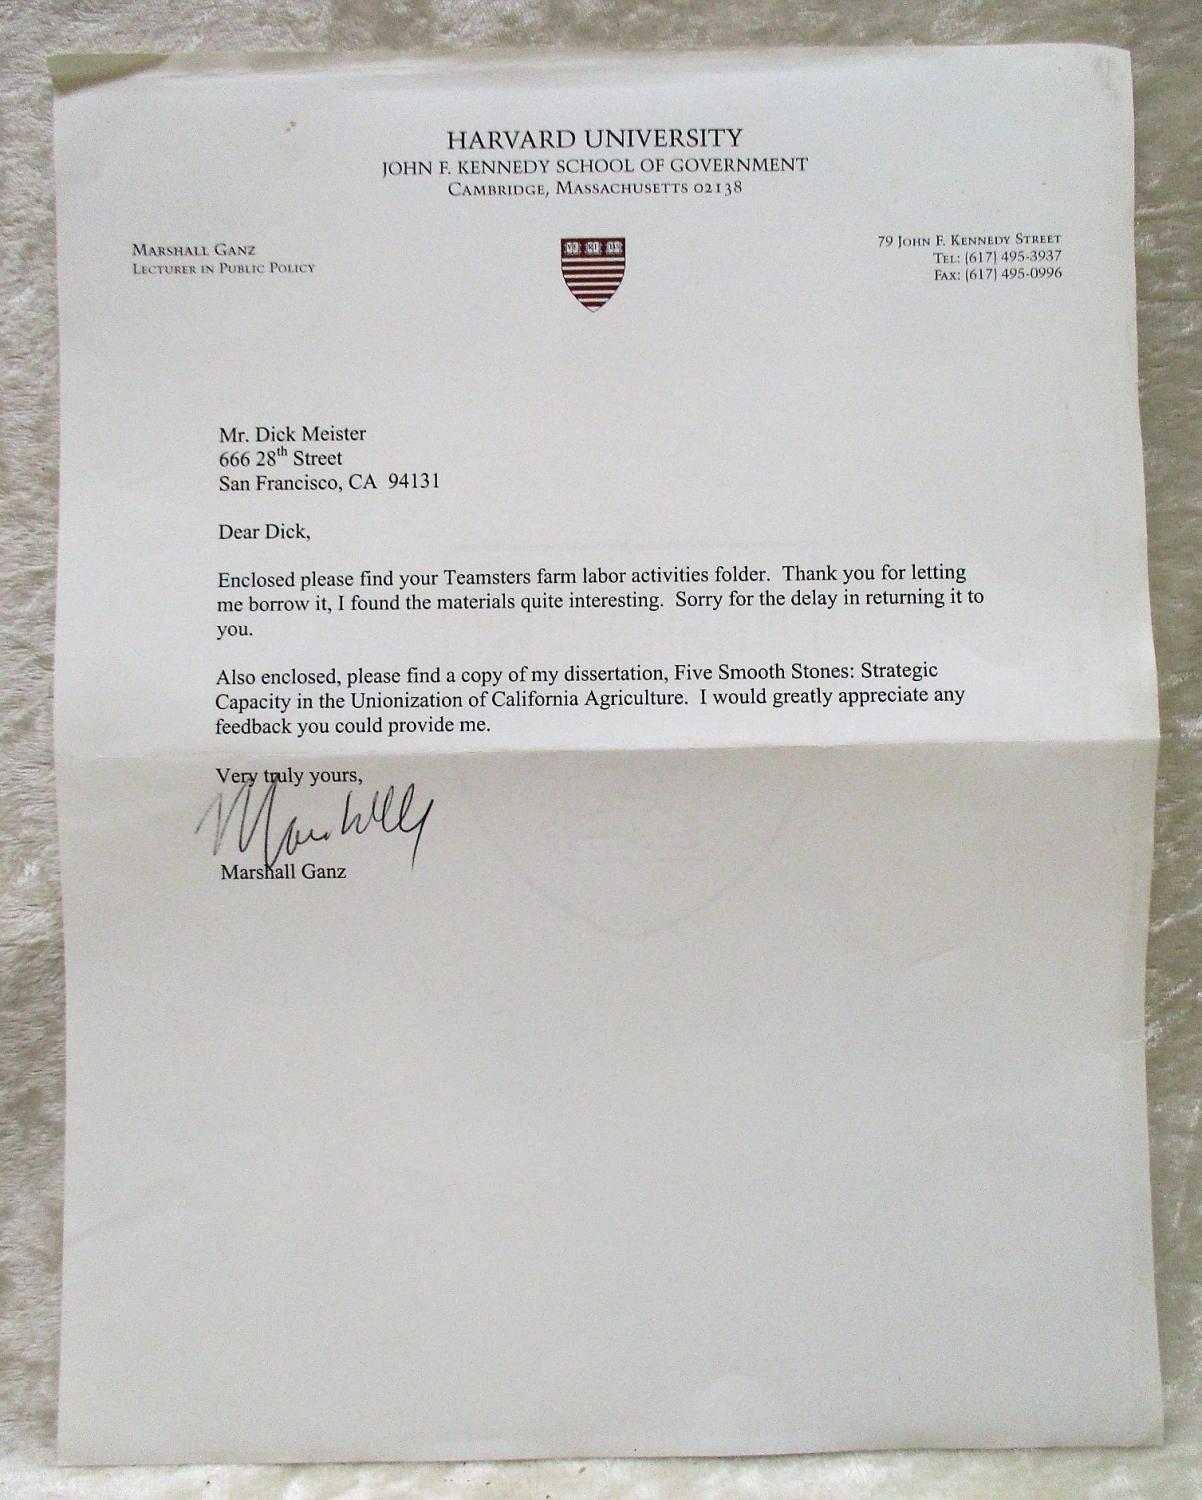 HARVARD UNIVERSITY
JOHN F. KENNEDY SCHOOL OF GOVERNMENT
CAMBRIDGE, MASSACHUSETTS 02138
MARSHALL GANZ
LECTURER IN PUBLIC POLICY
79 JOHN F. KENNEDY STREET
TEL: (617) 495-3937
FAX: (617) 495-0996
Mr. Dick Meister
666 28th Street
San Francisco, CA 94131
Dear Dick,
Enclosed please find your Teamsters farm labor activities folder. Thank you for letting
me borrow it, I found the materials quite interesting. Sorry for the delay in returning it to
you.
Also enclosed, please find a copy of my dissertation, Five Smooth Stones: Strategic
Capacity in the Unionization of California Agriculture. I would greatly appreciate any
feedback you could provide me.
Very truly yours,
Marshall Ganz